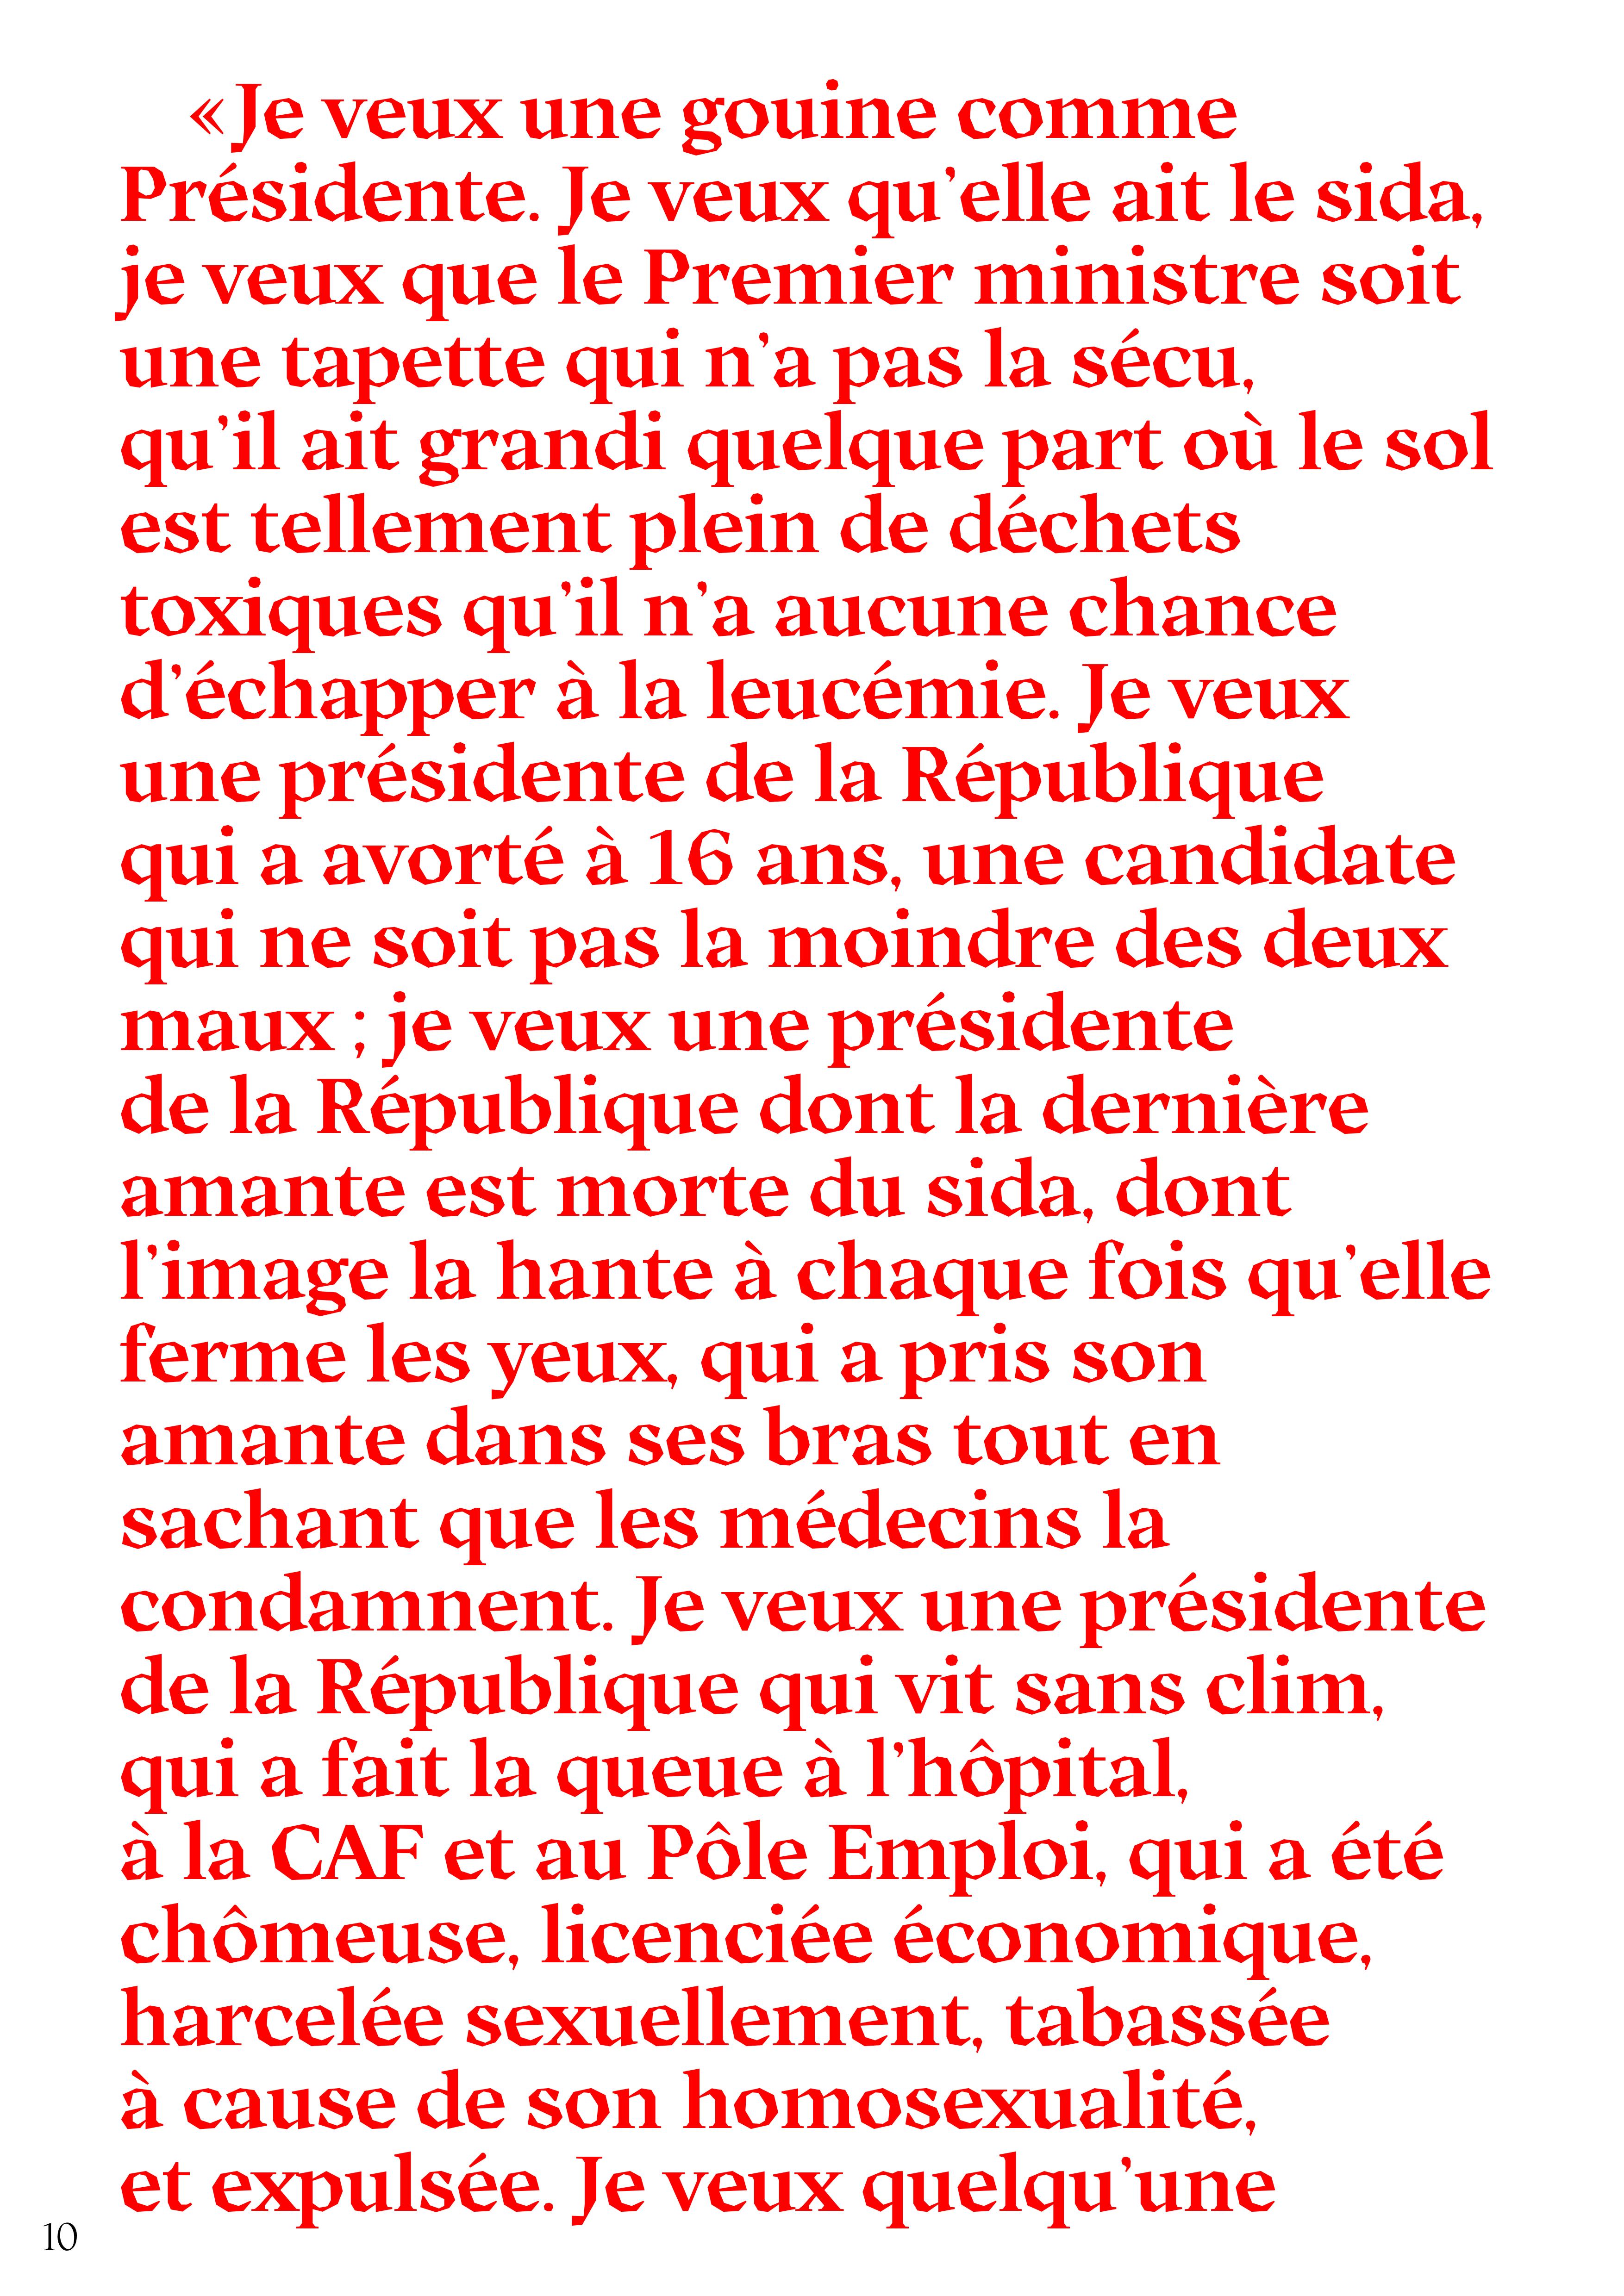 «Je veux une gouine comme
Présidente. Je veux qu’elle ait le sida,
je veux que le Premier ministre soit
une tapette qui n’a pas la sécu,
qu’il ait grandi quelque part où le sol
est tellement plein de déchets
toxiques qu’il n’a aucune chance
d’échapper à la leucémie. Je veux
une présidente de la République
qui a avorté à 16 ans, une candidate
qui ne soit pas la moindre des deux
maux ; je veux une présidente
de la République dont la dernière
amante est morte du sida, dont
l’image la hante à chaque fois qu’elle
ferme les yeux, qui a pris son
amante dans ses bras tout en
sachant que les médecins la
condamnent. Je veux une présidente
de la République qui vit sans clim,
qui a fait la queue à l’hôpital,
à la CAF et au Pôle Emploi, qui a été
chômeuse, licenciée économique,
harcelée sexuellement, tabassée
à cause de son homosexualité,
et expulsée. Je veux quelqu’une
10